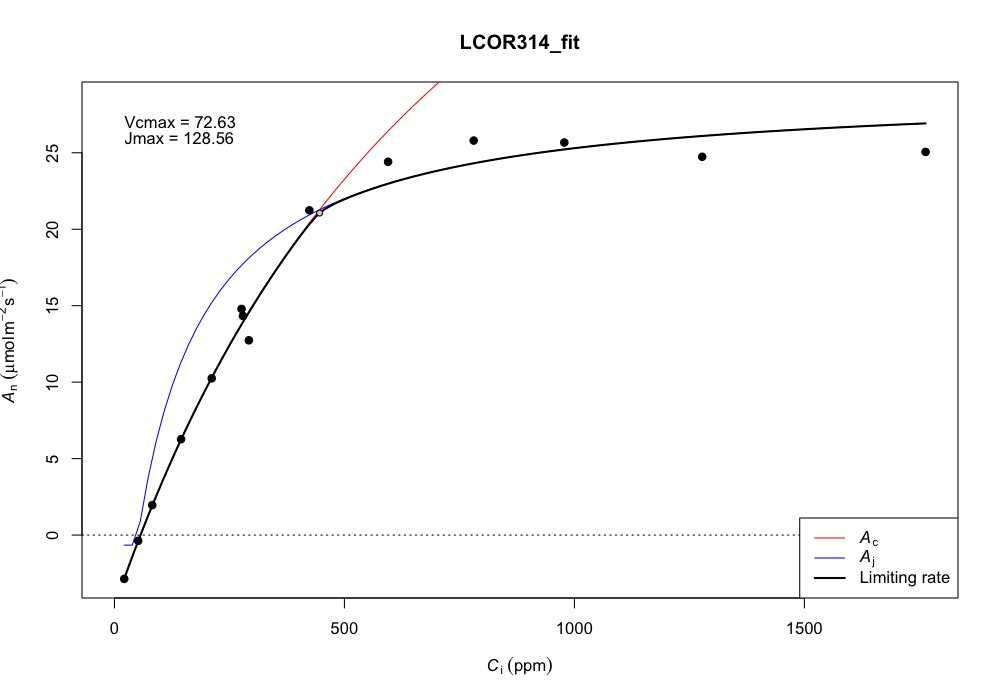 LCOR314_fit
Vcmax = 72.63
Jmax = 128.56
25
20
15
10
5
0
Aₙ (μmolm⁻²s⁻¹)
0 500 1000 1500
Cᵢ (ppm)
A_c
Aⱼ
Limiting rate